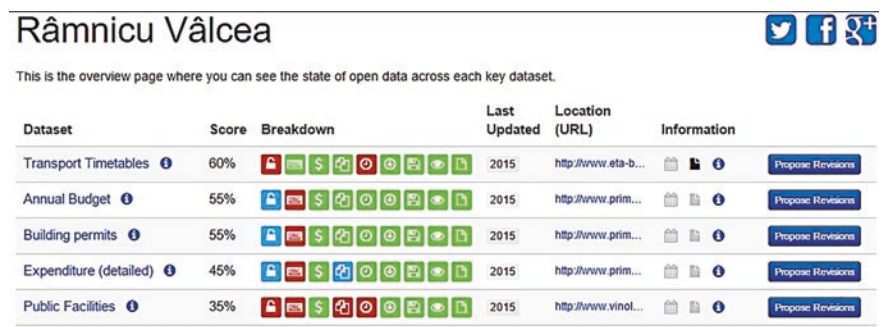 Râmnicu Vâlcea
This is the overview page where you can see the state of open data across each key dataset.
Dataset Score Breakdown Last Updated Location (URL) Information
Transport Timetables 60% $ 2015 http://www.eta-b... Propose Revisions
Annual Budget 55% $ 2015 http://www.prim... Propose Revisions
Building permits 55% $ 2015 http://www.prim... Propose Revisions
Expenditure (detailed) 45% $ 2015 http://www.prim... Propose Revisions
Public Facilities 35% $ 2015 http://www.vinol... Propose Revisions